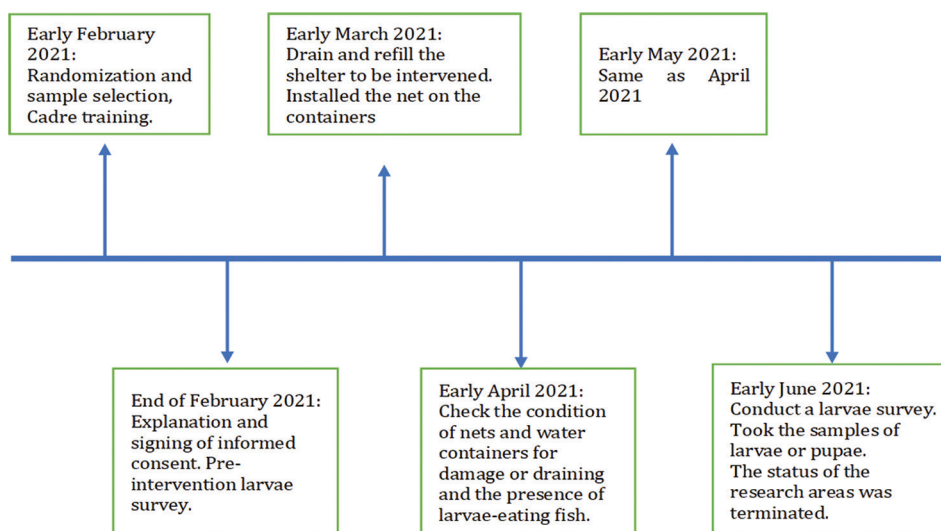 Early February
2021:
Randomization and
sample selection,
Cadre training.
End of February 2021:
Explanation and
signing of informed
consent. Pre-
intervention larvae
survey.
Early March 2021:
Drain and refill the
shelter to be intervened.
Installed the net on the
containers
Early April 2021:
Check the condition
of nets and water
containers for
damage or draining
and the presence of
larvae-eating fish.
Early May 2021:
Same as April
2021
Early June 2021:
Conduct a larvae survey.
Took the samples of
larvae or pupae.
The status of the
research areas was
terminated.